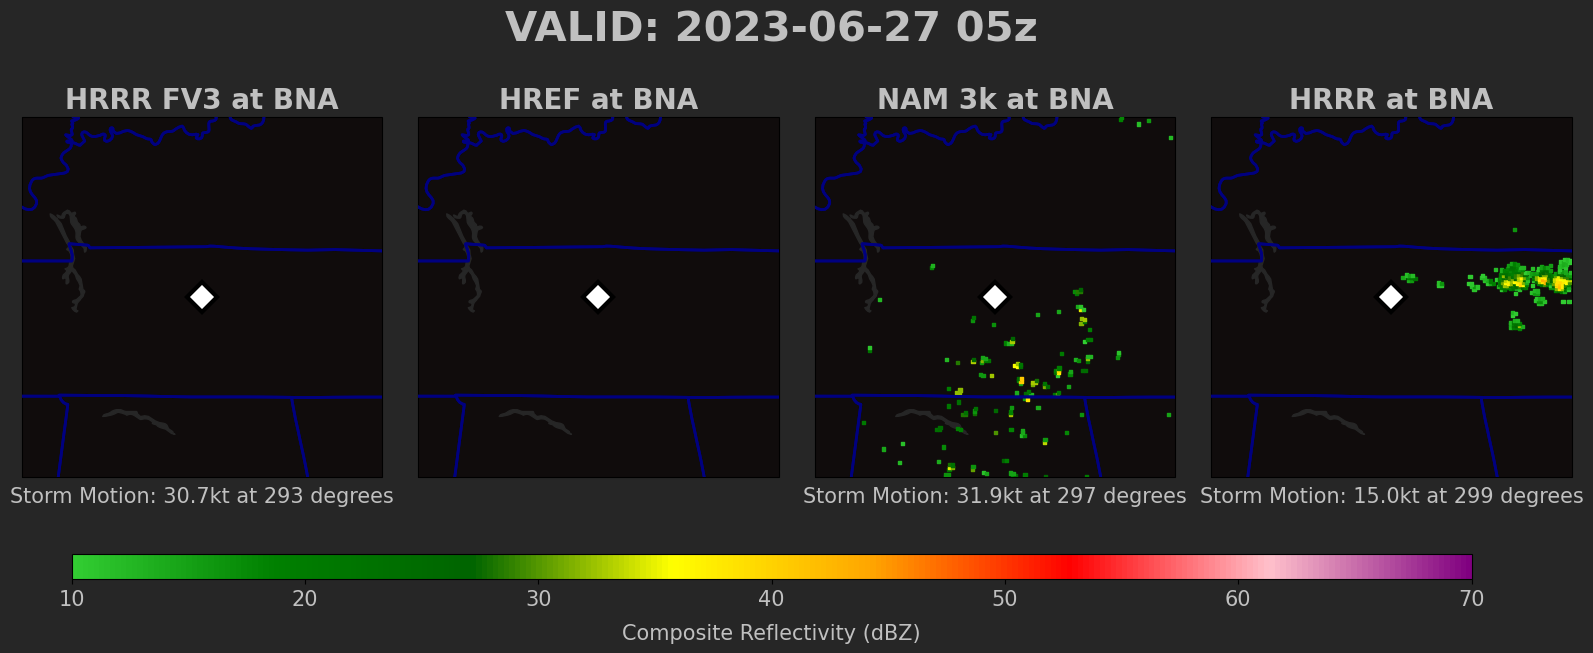 VALID: 2023-06-27 05z
HRRR FV3 at BNA
HREF at BNA
NAM 3k at BNA
HRRR at BNA
Storm Motion: 30.7kt at 293 degrees
Storm Motion: 31.9kt at 297 degrees
Storm Motion: 15.0kt at 299 degrees
10 20 30 40 50 60 70
Composite Reflectivity (dBZ)